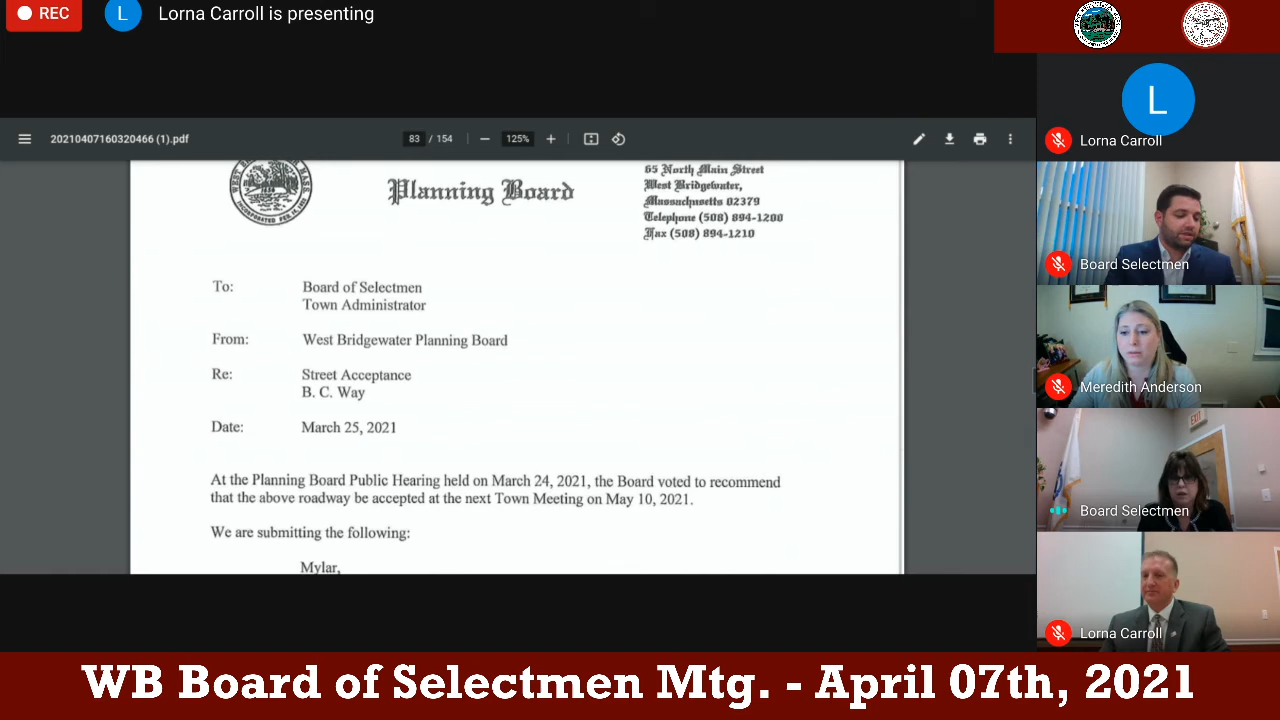 REC
L
Lorna Carroll is presenting
20210407160320466 (1).pdf
83 / 154
125%
Planning Board
65 North Main Street
West Bridgewater,
Massachusetts 02379
Telephone (508) 894-1200
Fax (508) 894-1210
To: Board of Selectmen
Town Administrator
From: West Bridgewater Planning Board
Re: Street Acceptance
B. C. Way
Date: March 25, 2021
At the Planning Board Public Hearing held on March 24, 2021, the Board voted to recommend
that the above roadway be accepted at the next Town Meeting on May 10, 2021.
We are submitting the following:
Mylar,
L
Lorna Carroll
Board Selectmen
Meredith Anderson
EXIT
Board Selectmen
Lorna Carroll
WB Board of Selectmen Mtg. - April 07th, 2021